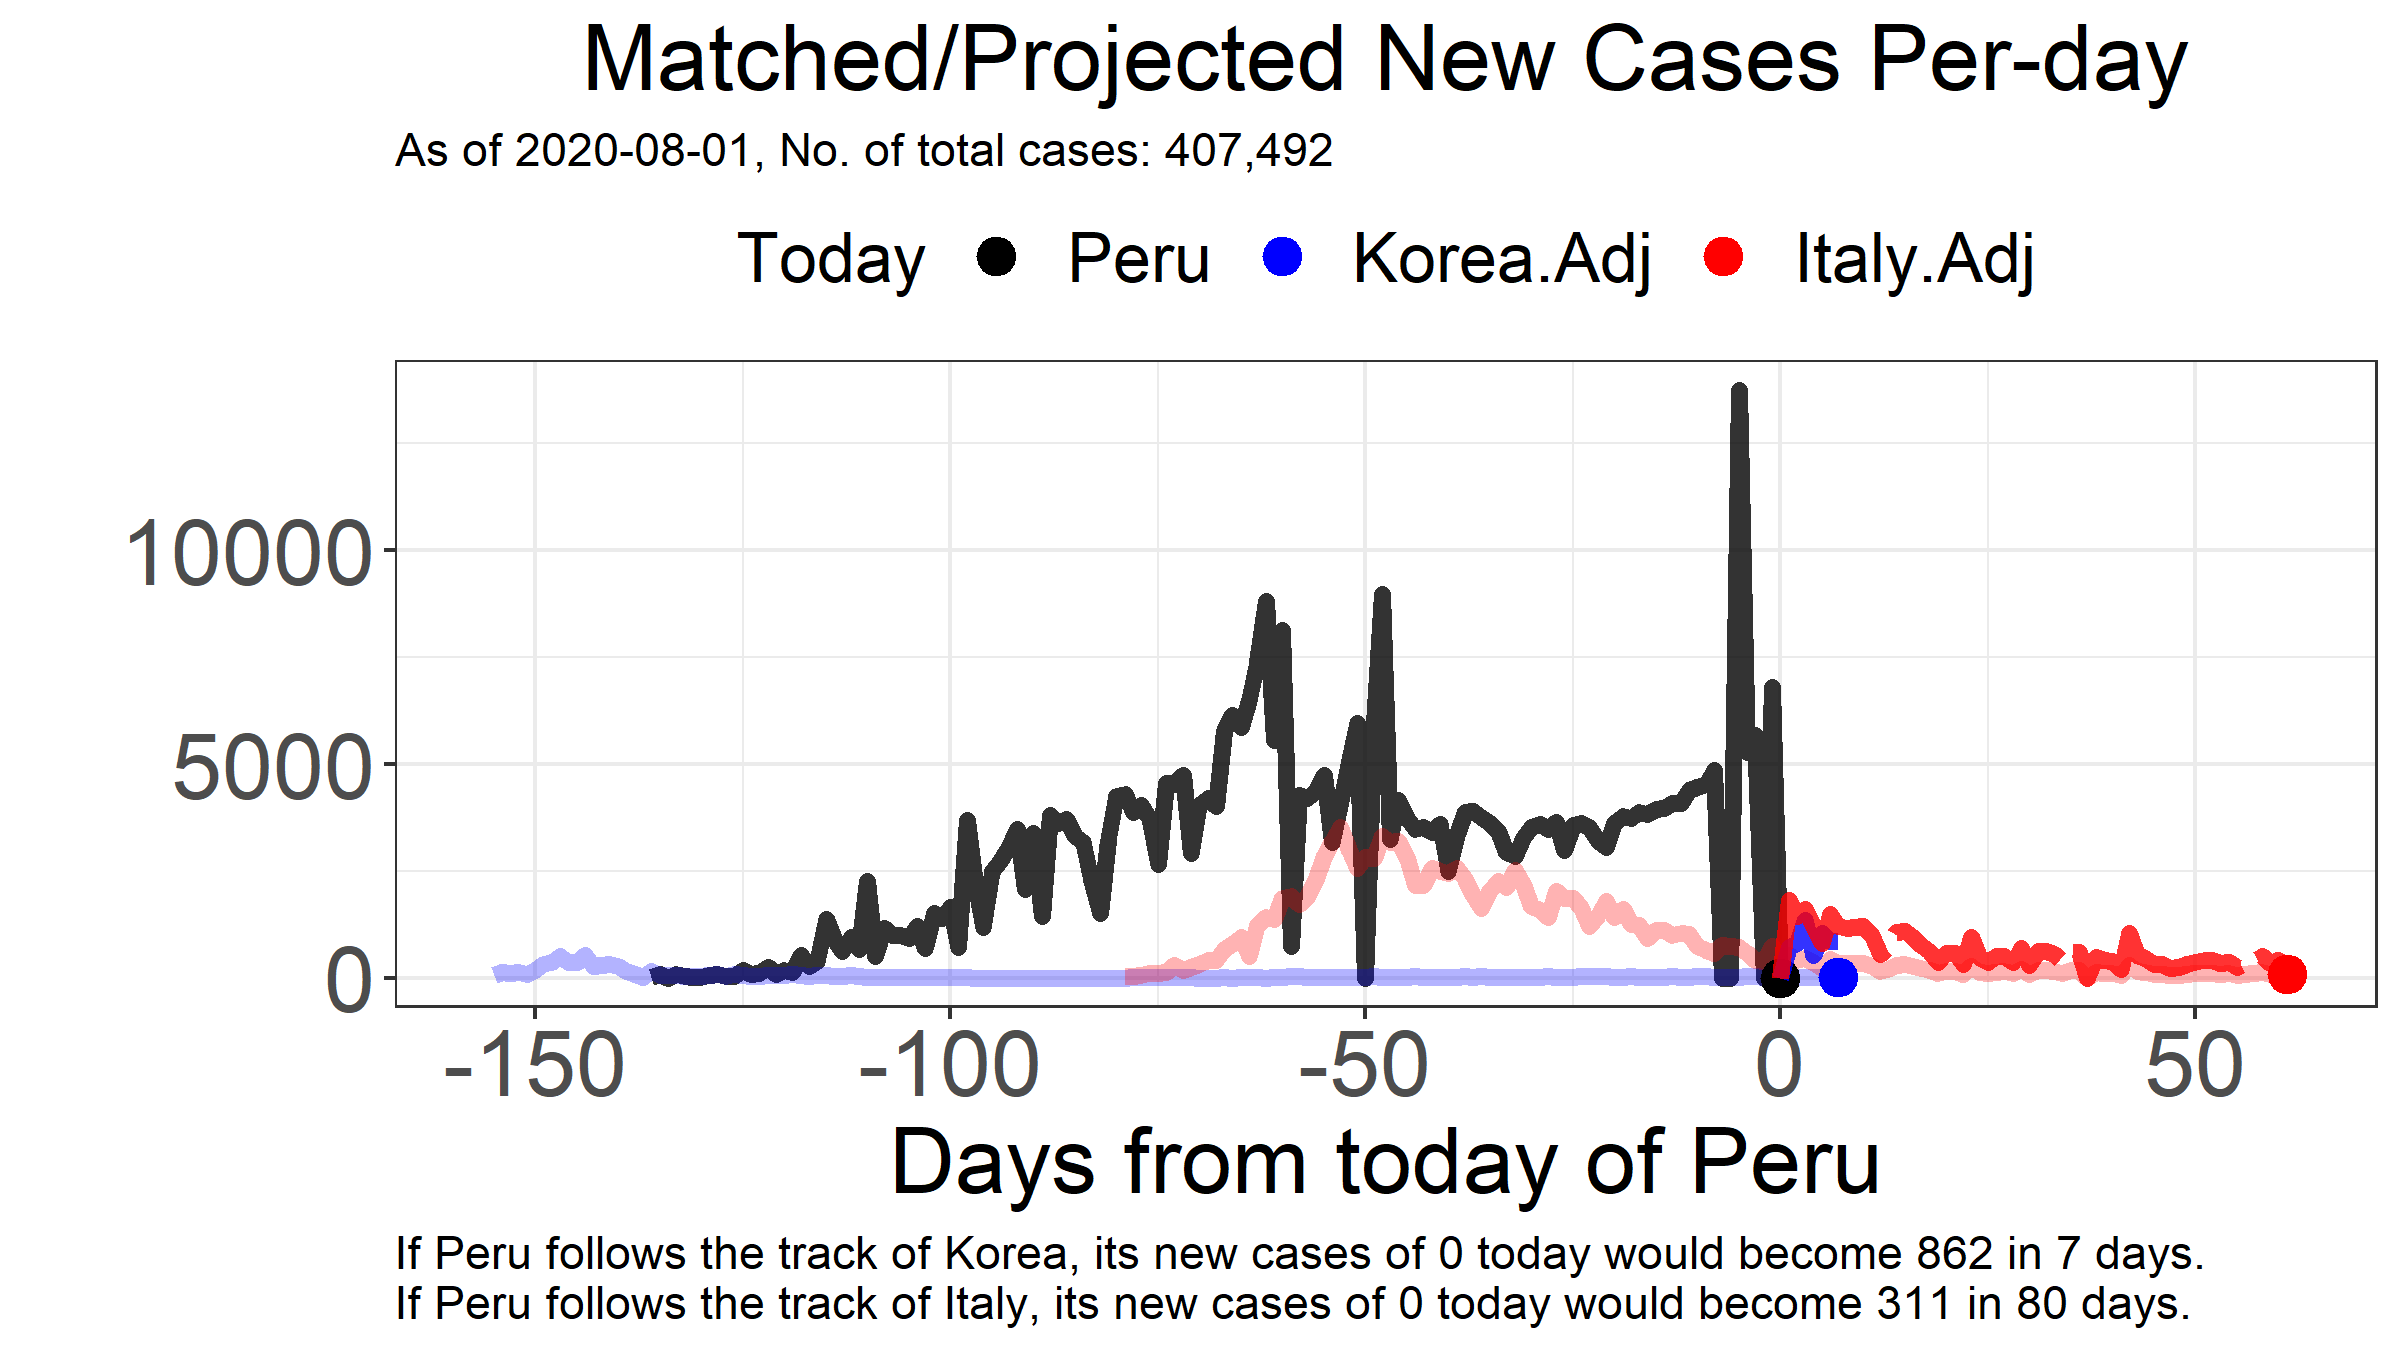 Matched/Projected New Cases Per-day
As of 2020-08-01, No. of total cases: 407,492
Today Peru Korea.Adj Italy.Adj
10000
5000
0
-150 -100 -50 0 50
Days from today of Peru
If Peru follows the track of Korea, its new cases of 0 today would become 862 in 7 days.
If Peru follows the track of Italy, its new cases of 0 today would become 311 in 80 days.